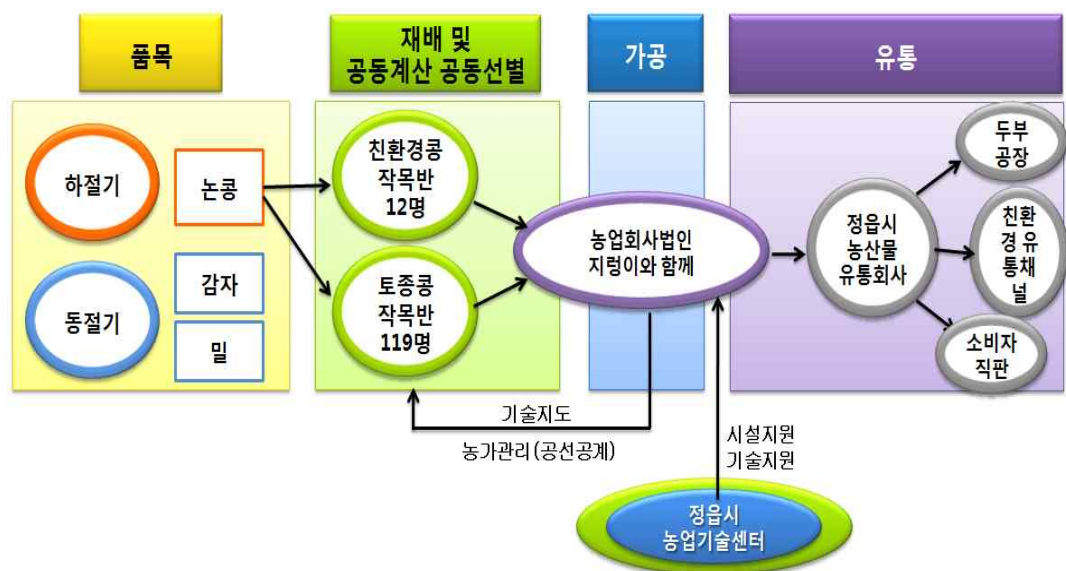 품목
재배 및
공동계산 공동선별
가공
유통
하절기
논콩
동절기
감자
밀
친환경콩
작목반
12명
토종콩
작목반
119명
농업회사법인
지렁이와 함께
정읍시
농산물
유통회사
두부
공장
친환
경 유
통채
널
소비자
직판
기술지도
농가관리(공선공계)
시설지원
기술지원
정읍시
농업기술센터